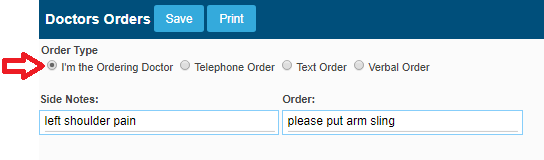 Doctors Orders Save Print
Order Type
I'm the Ordering Doctor Telephone Order Text Order Verbal Order
Side Notes: Order:
left shoulder pain please put arm sling